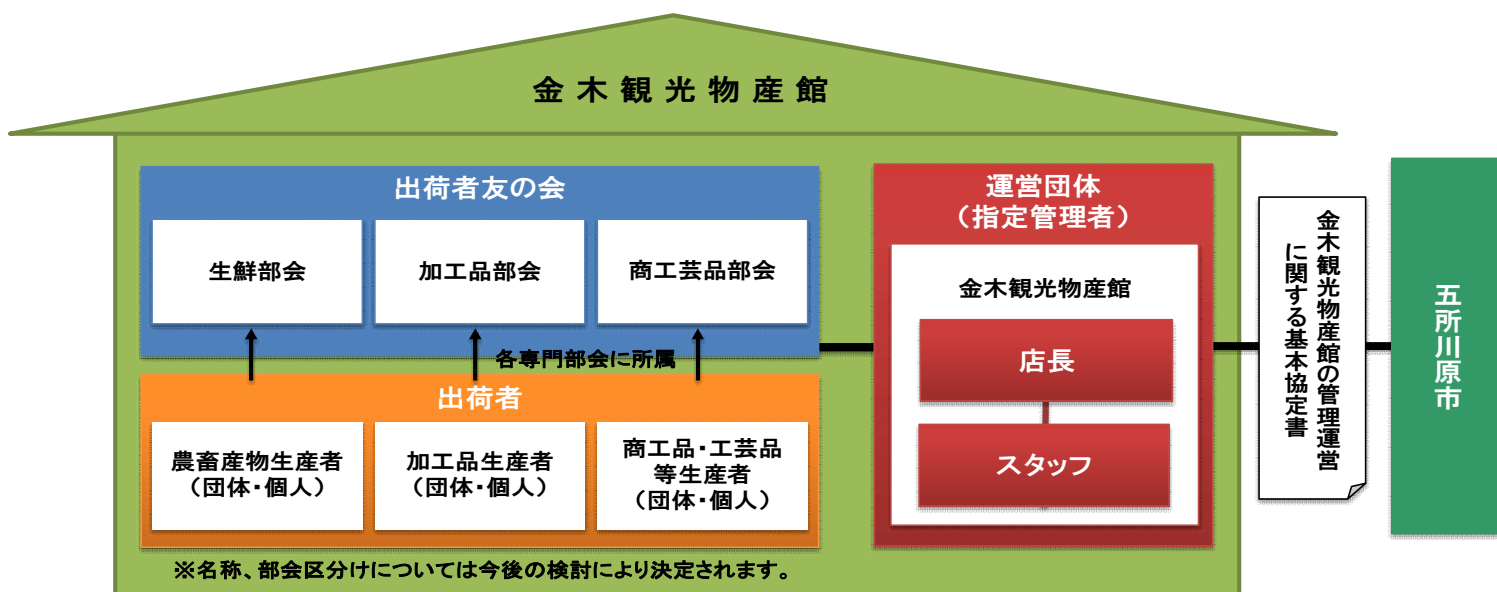 金木観光物産館
出荷者友の会
生鮮部会
加工品部会
商工芸品部会
各専門部会に所属
出荷者
農畜産物生産者
（団体・個人）
加工品生産者
（団体・個人）
商工品・工芸品
等生産者
（団体・個人）
※名称、部会区分けについては今後の検討により決定されます。
運営団体
（指定管理者）
金木観光物産館
店長
スタッフ
金木観光物産館の管理運営
に関する基本協定書
五所川原市